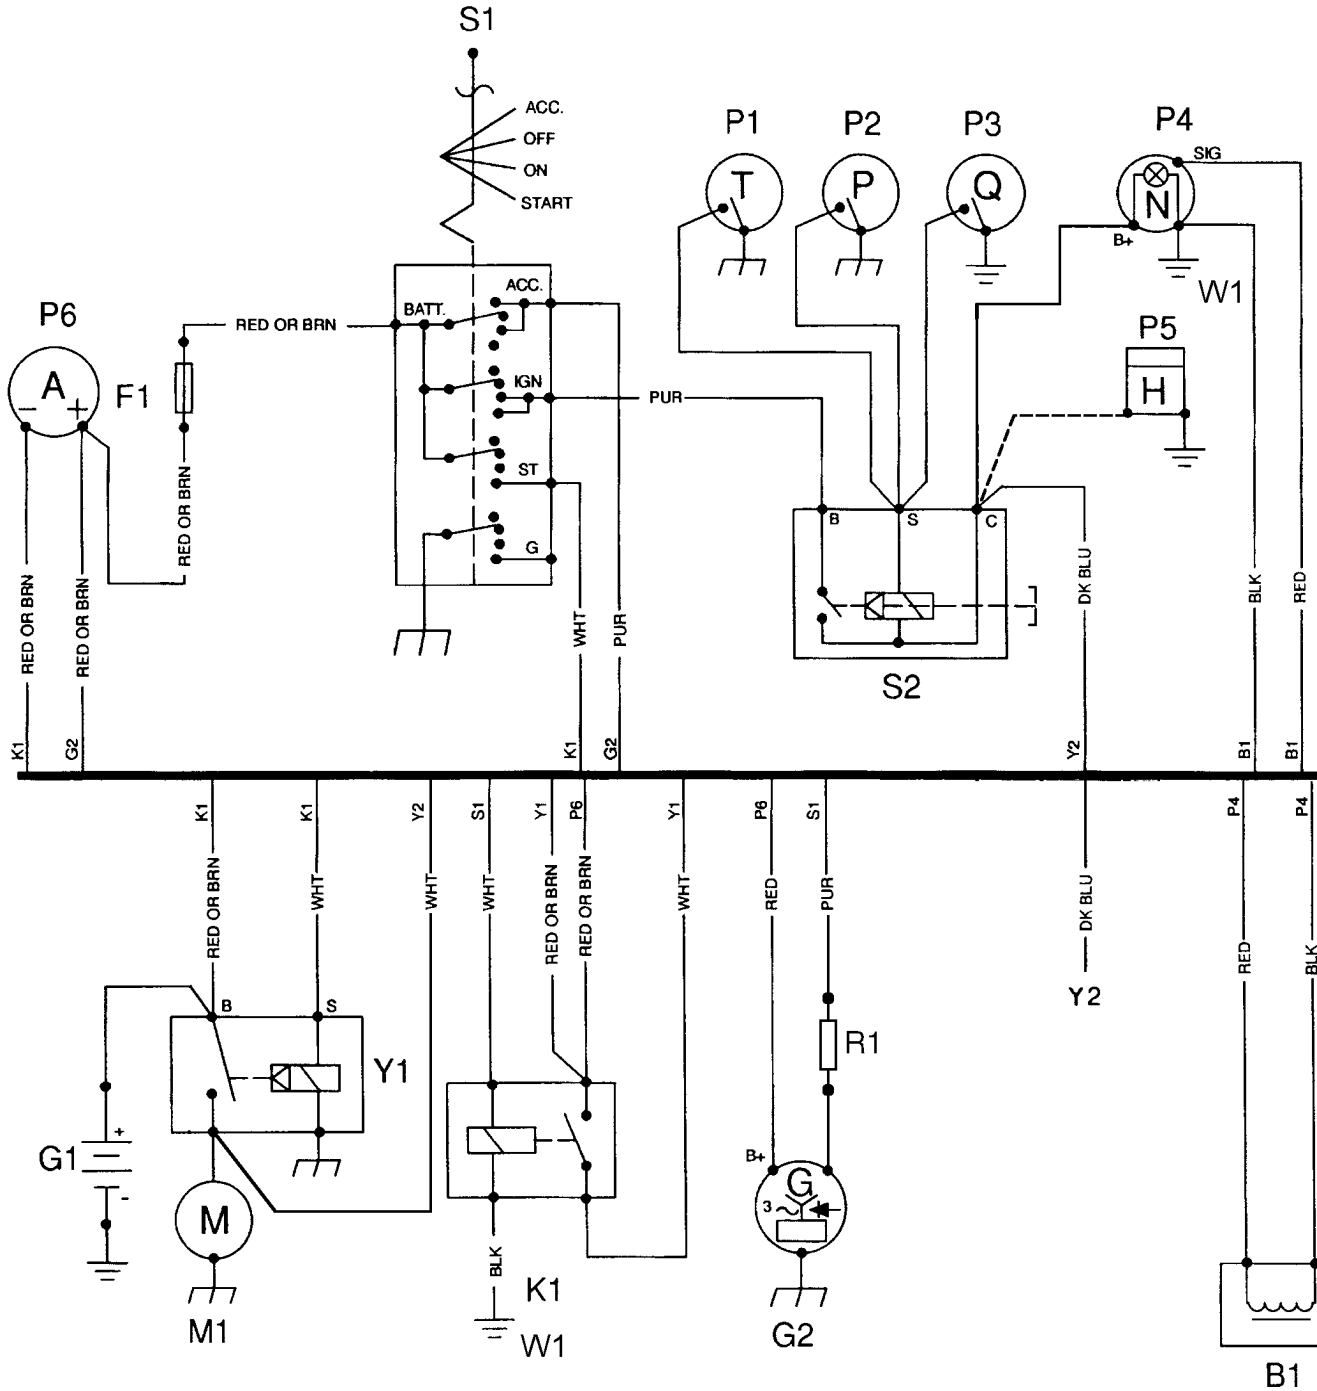 S1
ACC.
OFF
ON
START
P1
P2
P3
P4
SIG
T
P
Q
N
B+
W1
ACC.
BATT.
P6
RED OR BRN
P5
A
- +
F1
IGN
PUR
H
ST
RED OR BRN
B
S
C
G
RED OR BRN
RED OR BRN
WHT
PUR
DK BLU
BLK
RED
S2
K1
G2
K1
G2
Y2
B1
B1
K1
K1
Y2
S1
Y1
P6
Y1
P6
S1
P4
P4
RED OR BRN
WHT
WHT
WHT
RED OR BRN
RED OR BRN
WHT
RED
PUR
DK BLU
RED
BLK
Y2
B
S
R1
Y1
+
G1
-
B+
G
3
M
BLK
K1
M1
W1
G2
B1